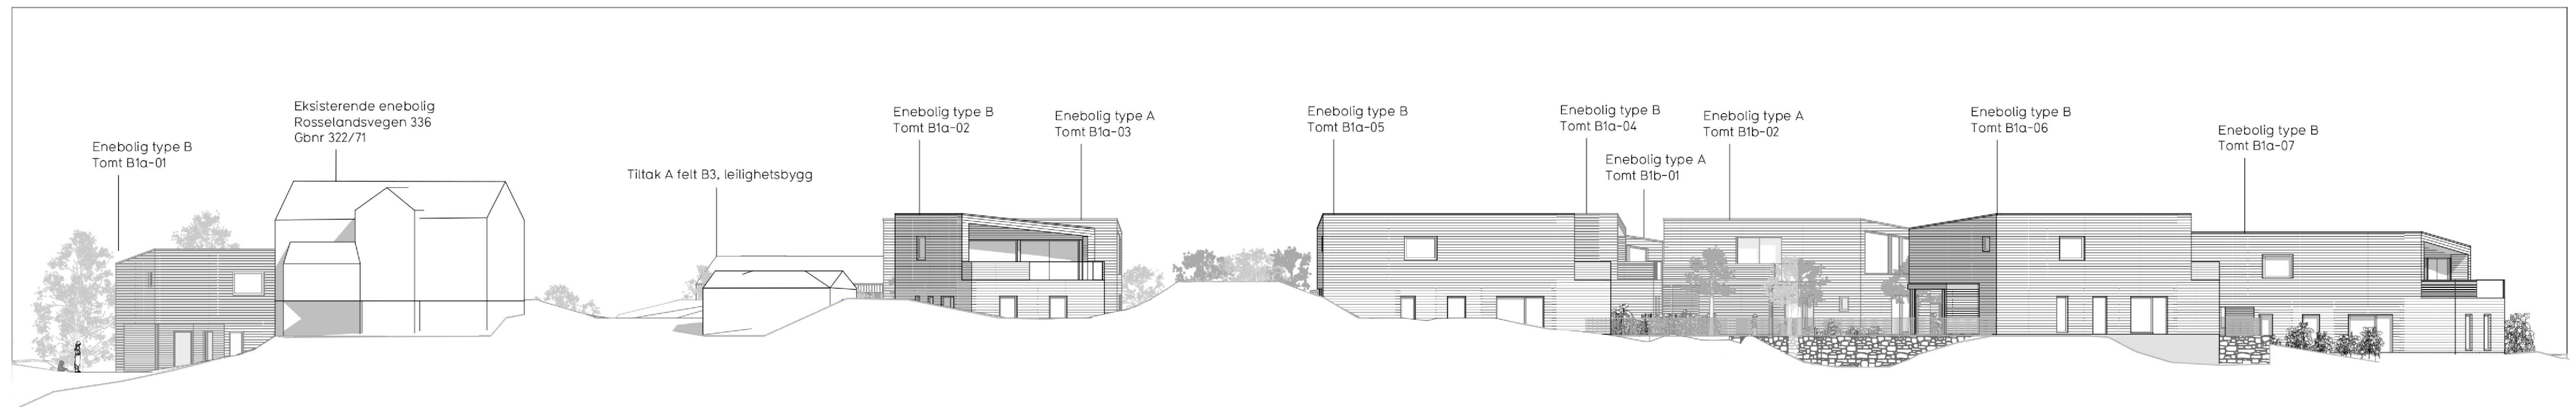 Enebolig type B
Tomt B1a-01
Eksisterende enebolig
Rosselandsvegen 336
Gbnr 322/71
Tiltak A felt B3, leilighetsbygg
Enebolig type B
Tomt B1a-02
Enebolig type A
Tomt B1a-03
Enebolig type B
Tomt B1a-05
Enebolig type B
Tomt B1a-04
Enebolig type A
Tomt B1b-01
Enebolig type A
Tomt B1b-02
Enebolig type B
Tomt B1a-06
Enebolig type B
Tomt B1a-07